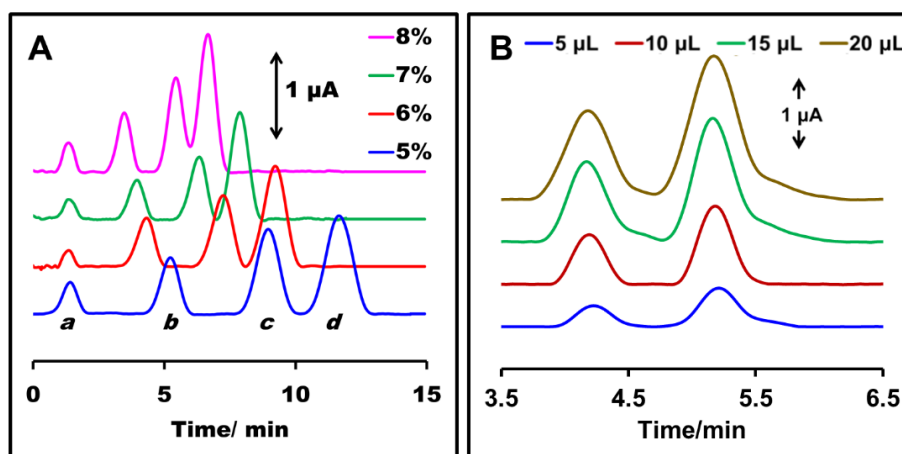 A
8%
7%
6%
5%
1 µA
a b c d
0 5 10 15
Time/ min
B
5 µL 10 µL 15 µL 20 µL
1 µA
3.5 4.5 5.5 6.5
Time/min